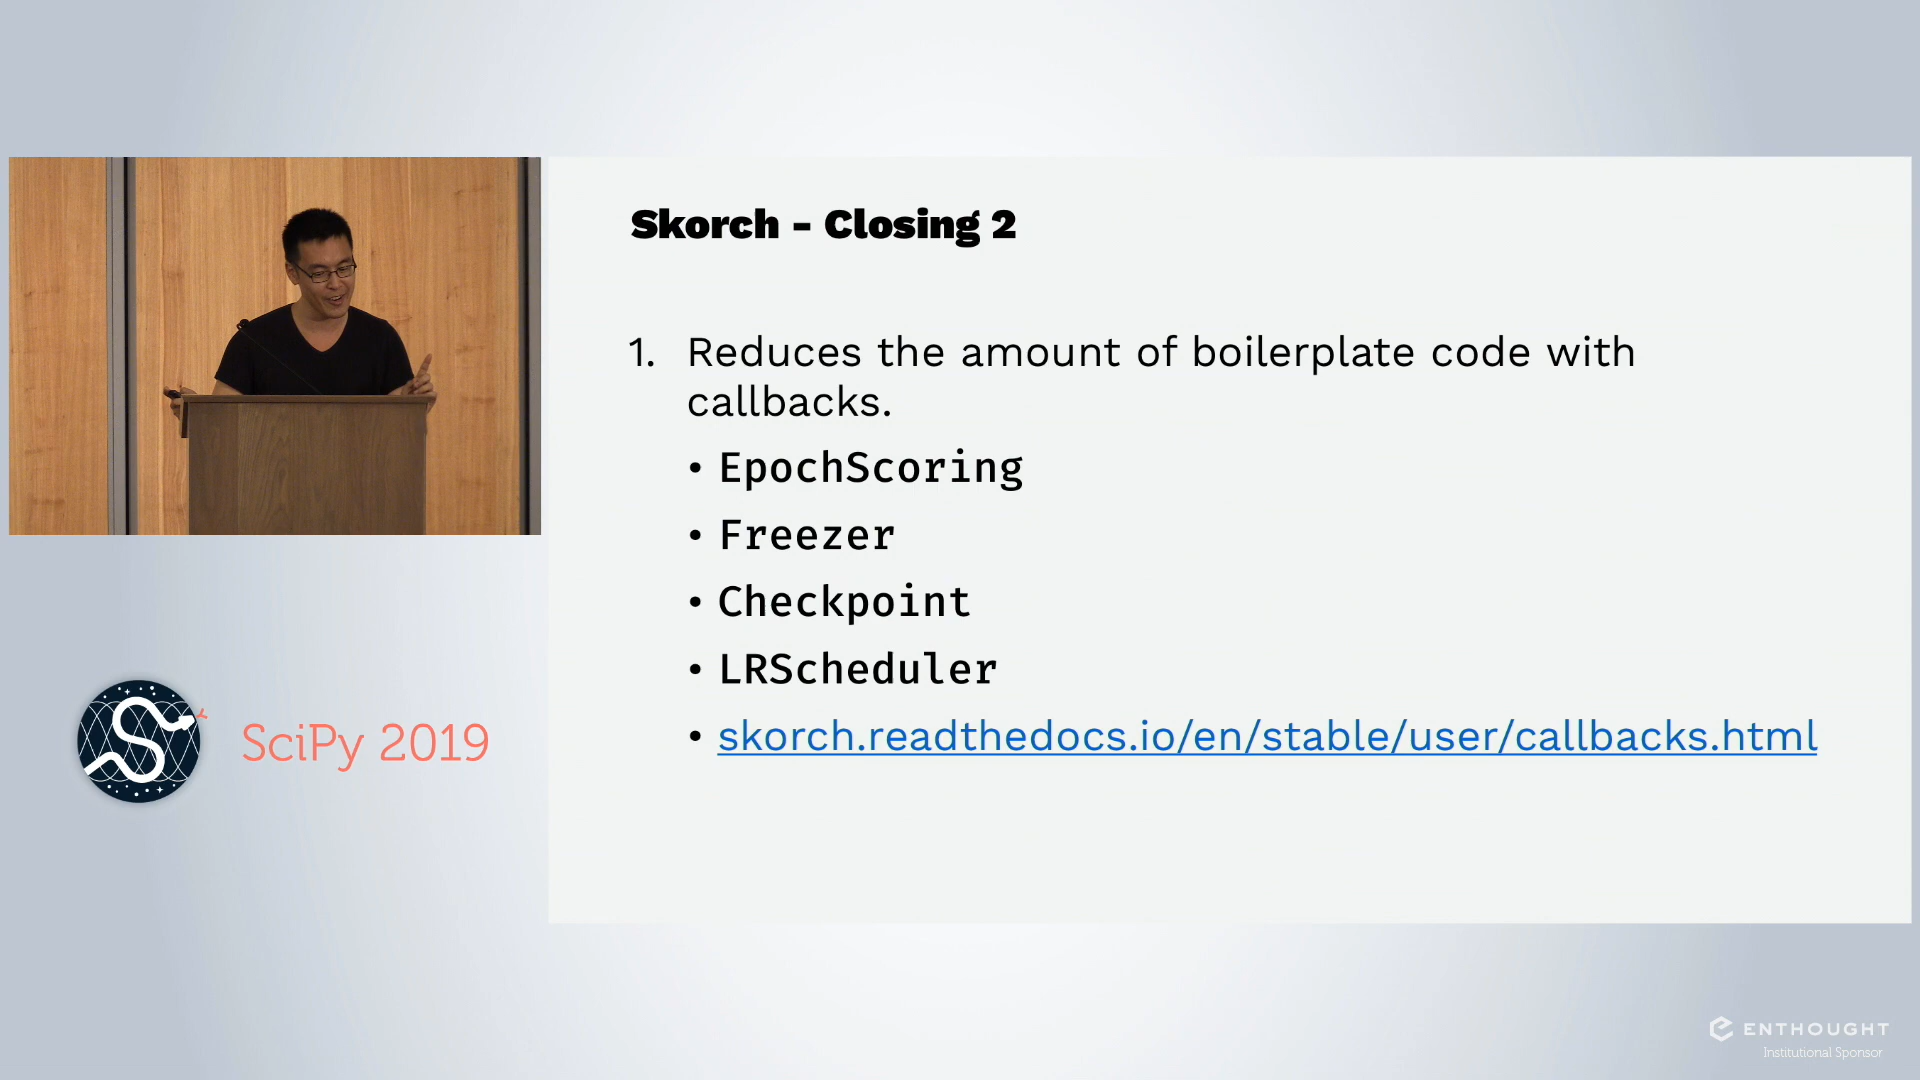 Skorch - Closing 2
1. Reduces the amount of boilerplate code with
callbacks.
• EpochScoring
• Freezer
• Checkpoint
• LRScheduler
• skorch.readthedocs.io/en/stable/user/callbacks.html
SciPy 2019
ENTHOUGHT
Institutional Sponsor